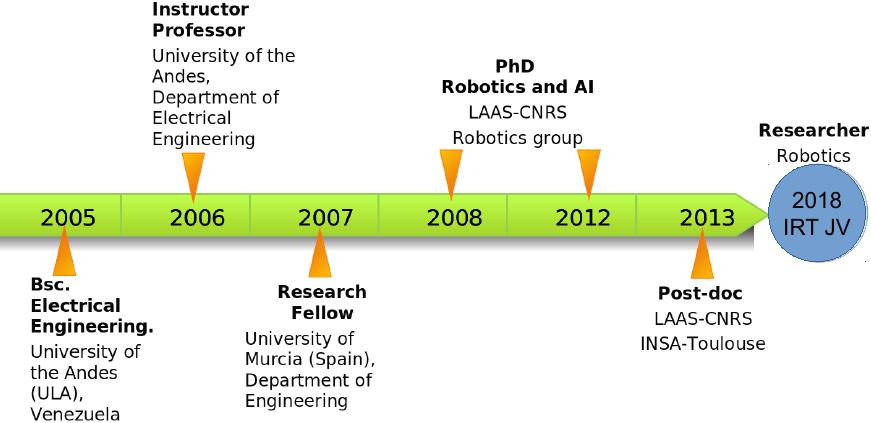 Instructor
Professor
University of the
Andes,
Department of
Electrical
Engineering
PhD
Robotics and AI
LAAS-CNRS
Robotics group
Researcher
Robotics
2005
2006
2007
2008
2012
2013
2018
IRT JV
Bsc.
Electrical
Engineering.
University of
the Andes
(ULA),
Venezuela
Research
Fellow
University of
Murcia (Spain),
Department of
Engineering
Post-doc
LAAS-CNRS
INSA-Toulouse